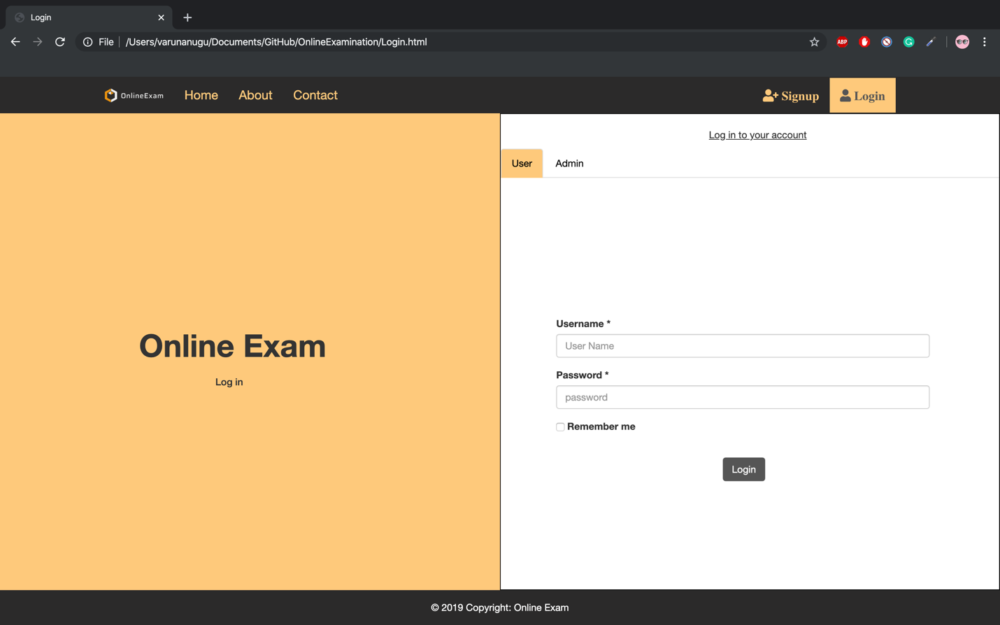 Login
File /Users/varunanugu/Documents/GitHub/OnlineExamination/Login.html
ABP
OnlineExam Home About Contact Signup Login
Log in to your account
User Admin
Online Exam
Log in
Username *
User Name
Password *
password
Remember me
Login
© 2019 Copyright: Online Exam